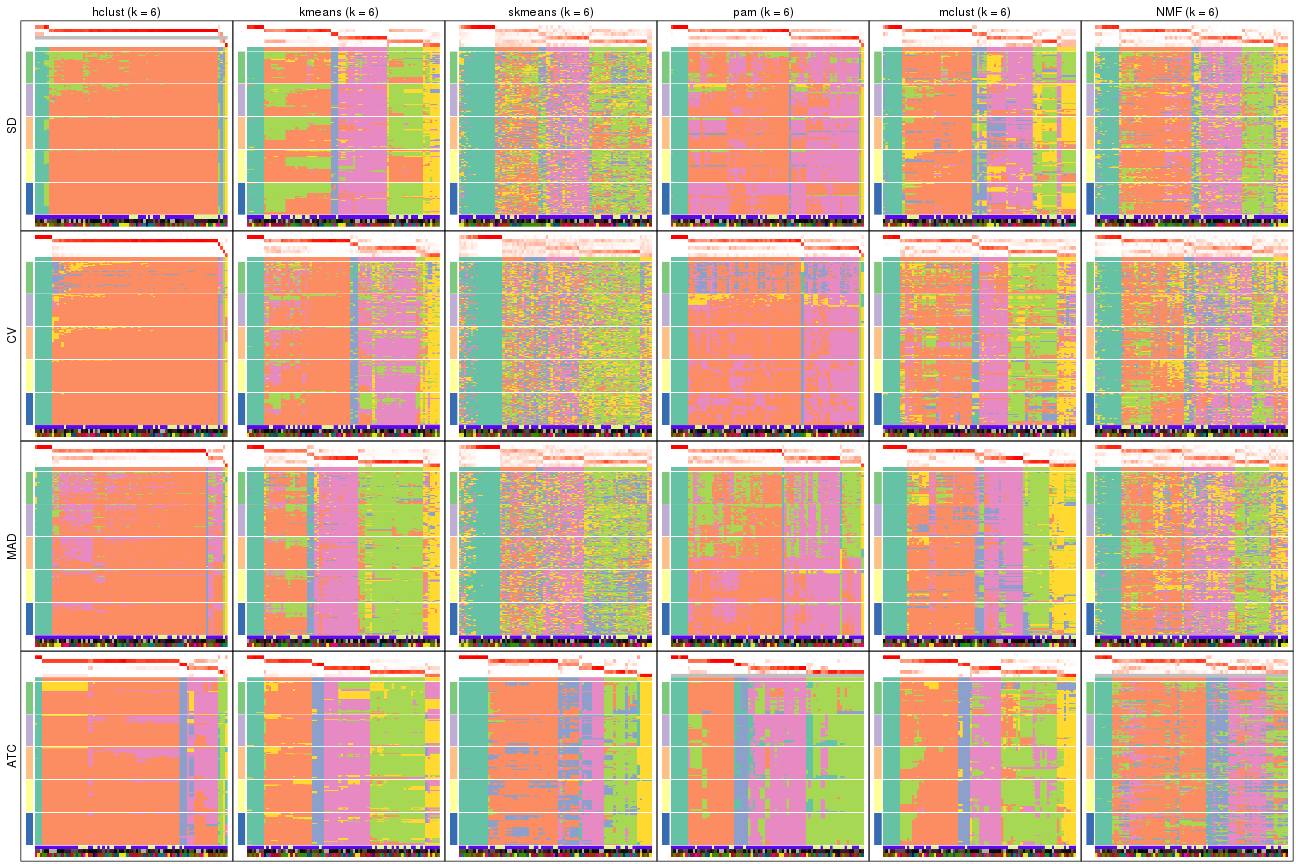 hclust (k = 6)
kmeans (k = 6)
skmeans (k = 6)
pam (k = 6)
mclust (k = 6)
NMF (k = 6)
SD
CV
MAD
ATC